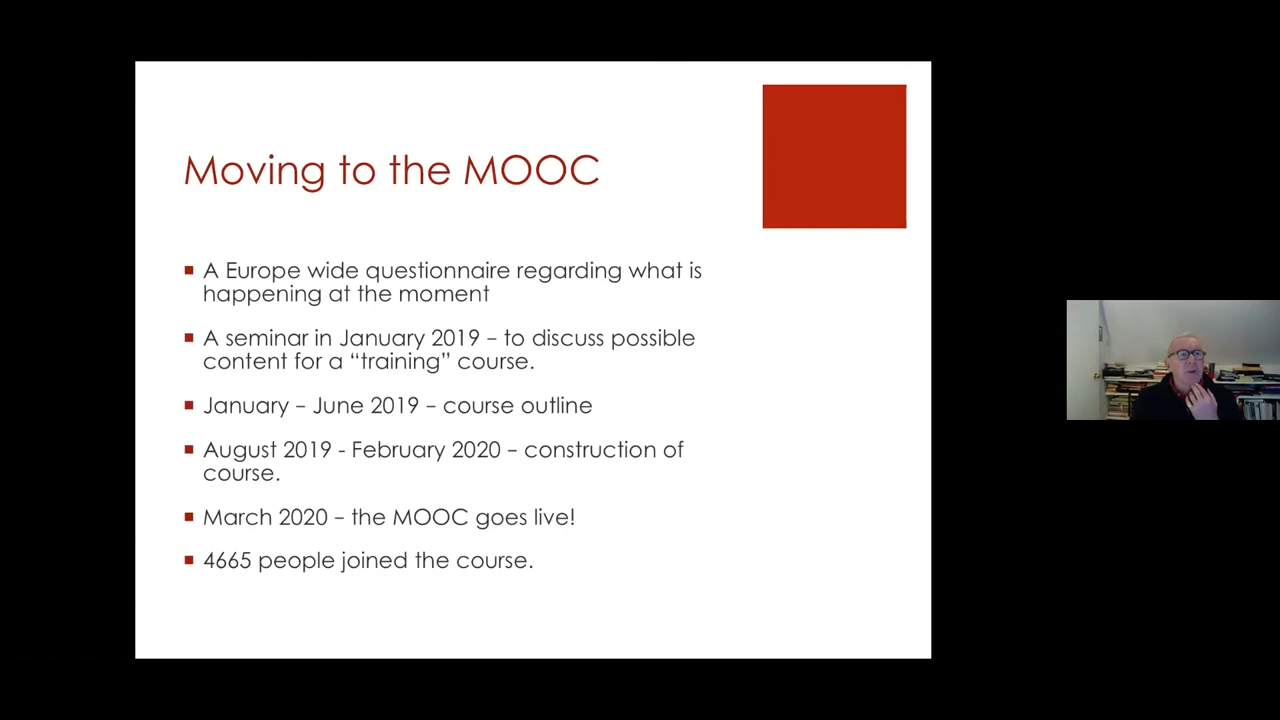 Moving to the MOOC
A Europe wide questionnaire regarding what is
happening at the moment
A seminar in January 2019 – to discuss possible
content for a “training” course.
January – June 2019 – course outline
August 2019 - February 2020 – construction of
course.
March 2020 – the MOOC goes live!
4665 people joined the course.